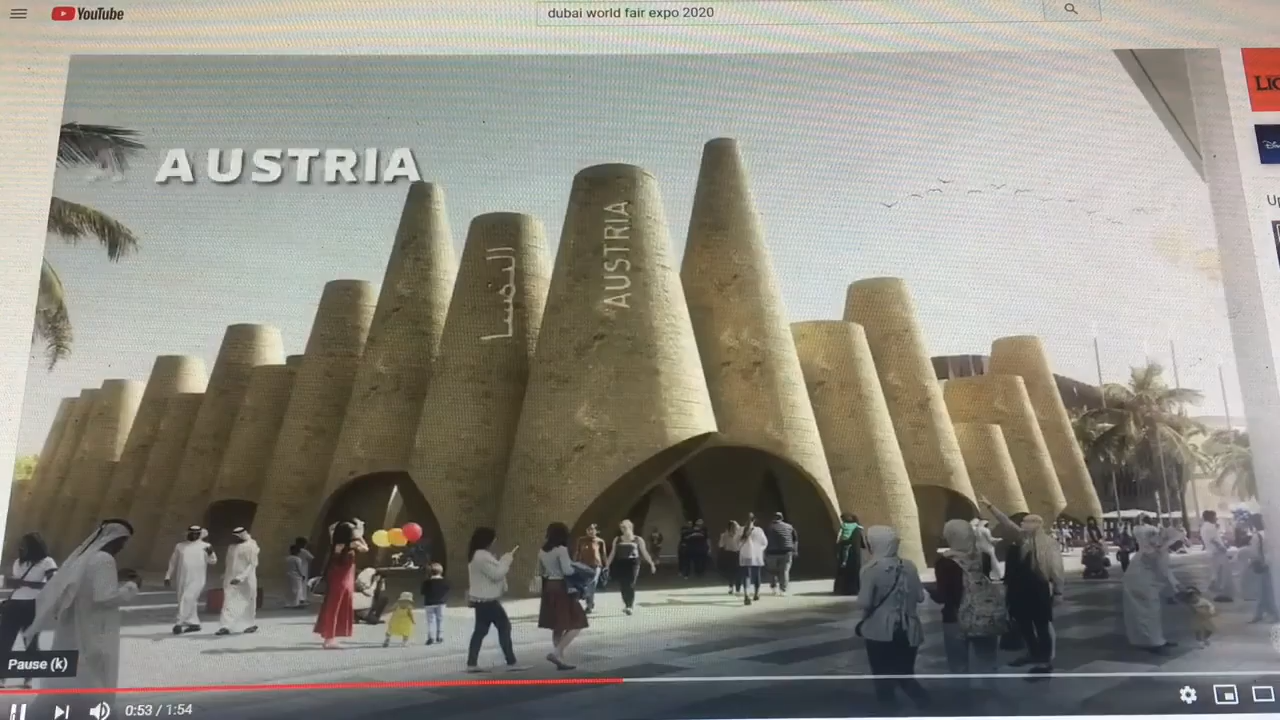 YouTube
dubai world fair expo 2020
AUSTRIA
النمسا
AUSTRIA
Pause (k)
0:53 / 1:54